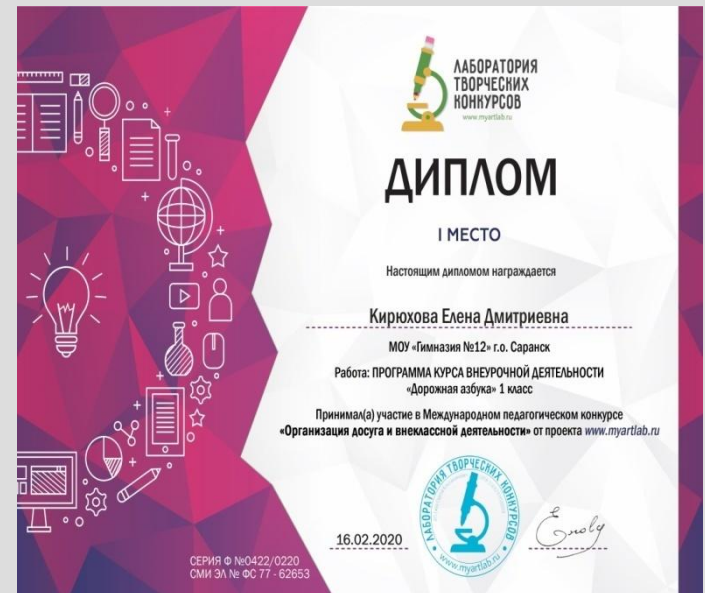 ЛАБОРАТОРИЯ
ТВОРЧЕСКИХ
КОНКУРСОВ
www.myartlab.ru
ДИПЛОМ
I МЕСТО
Настоящим дипломом награждается
Кирюхова Елена Дмитриевна
МОУ «Гимназия №12» г.о. Саранск
Работа: ПРОГРАММА КУРСА ВНЕУРОЧНОЙ ДЕЯТЕЛЬНОСТИ
«Дорожная азбука» 1 класс
Принимал(а) участие в Международном педагогическом конкурсе
«Организация досуга и внеклассной деятельности» от проекта www.myartlab.ru
ЛАБОРАТОРИЯ ТВОРЧЕСКИХ КОНКУРСОВ
www.myartlab.ru
16.02.2020
СЕРИЯ Ф №0422/0220
СМИ ЭЛ № ФС 77 - 62653